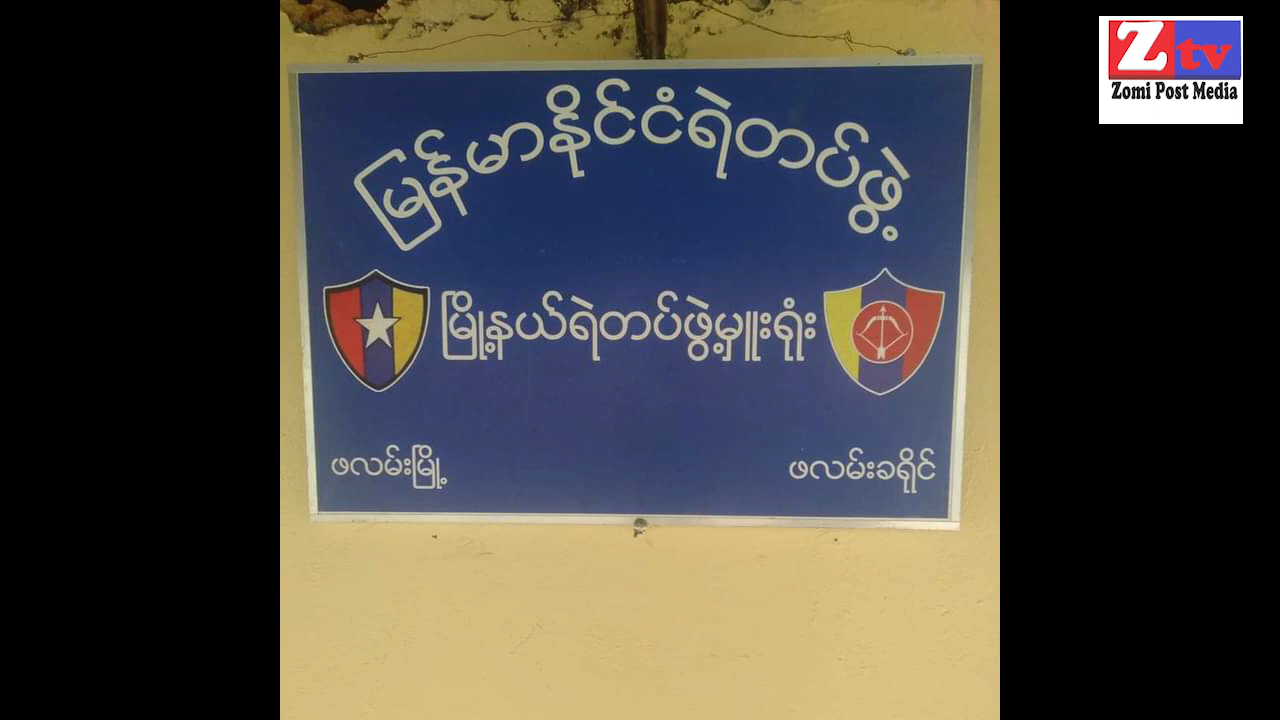 Z tv
Zomi Post Media
မြန်မာနိုင်ငံရဲတပ်ဖွဲ့
မြို့နယ်ရဲတပ်ဖွဲ့မှူးရုံး
ဖလမ်းမြို့
ဖလမ်းခရိုင်